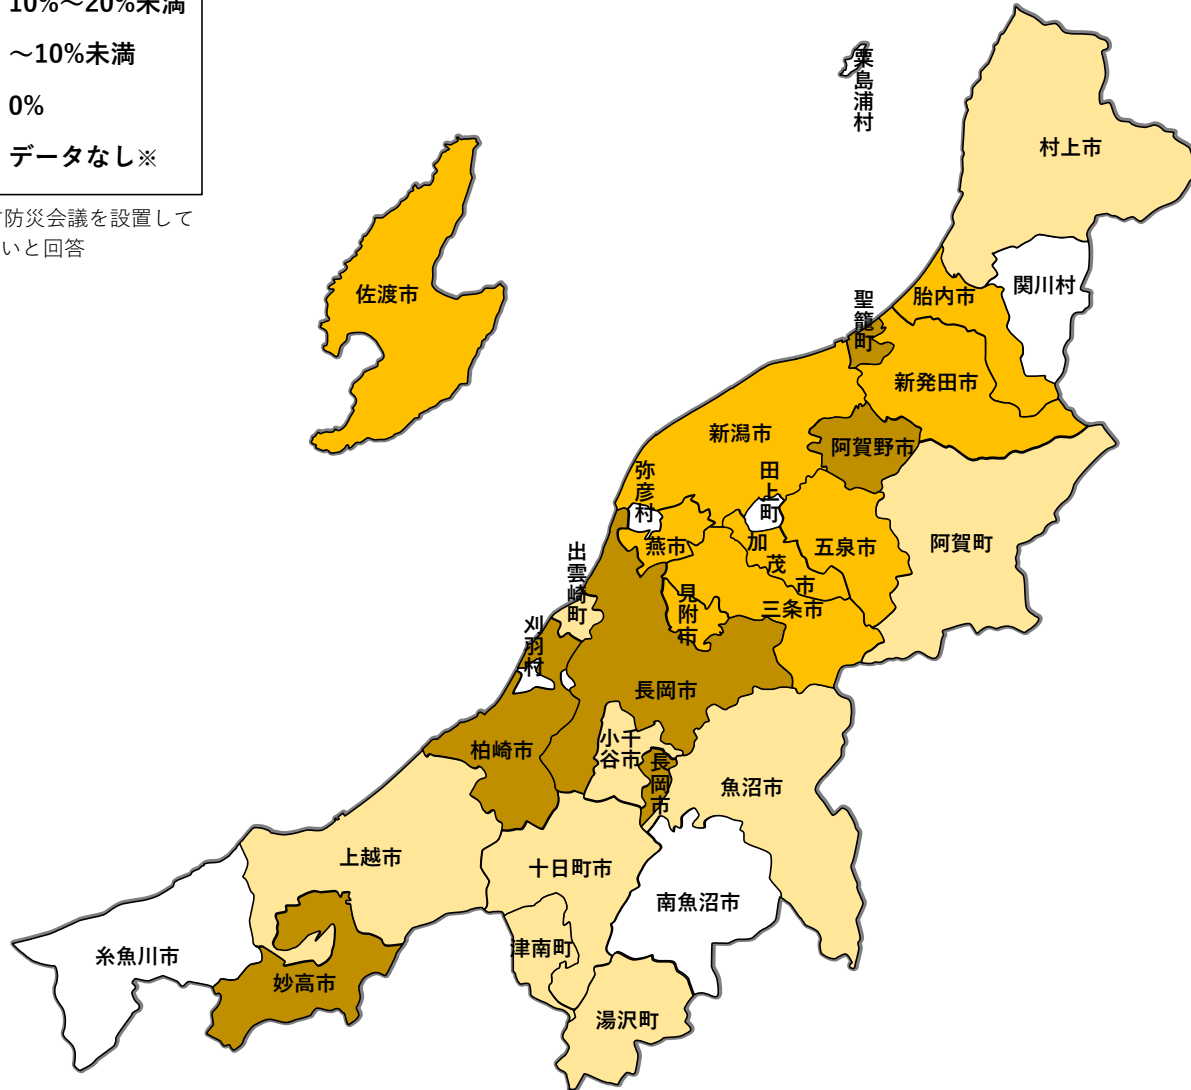 10%～20%未満
～10%未満
0%
データなし※
防災会議を設置して
いと回答
粟島浦村
村上市
関川村
佐渡市
胎内市
聖籠町
新発田市
新潟市
阿賀野市
弥彦村
田上町
燕市
加茂市
五泉市
阿賀町
出雲崎町
見附市
三条市
刈羽村
長岡市
柏崎市
小千谷市
長岡市
魚沼市
上越市
十日町市
南魚沼市
糸魚川市
津南町
妙高市
湯沢町